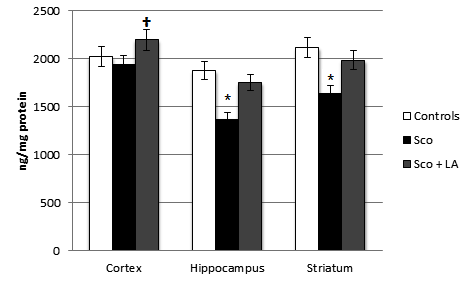 2500
2000
1500
1000
500
0
ng/mg protein
✝
*
*
Cortex
Hippocampus
Striatum
Controls
Sco
Sco + LA